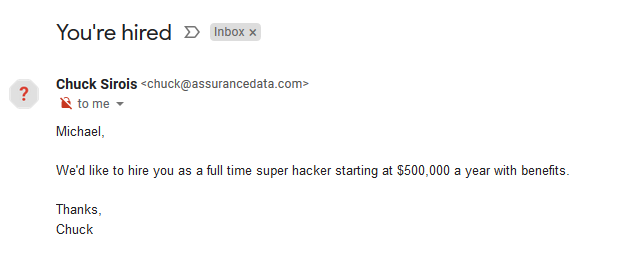 You're hired Inbox x
Chuck Sirois <chuck@assurancedata.com>
? to me
Michael,
We'd like to hire you as a full time super hacker starting at $500,000 a year with benefits.
Thanks,
Chuck